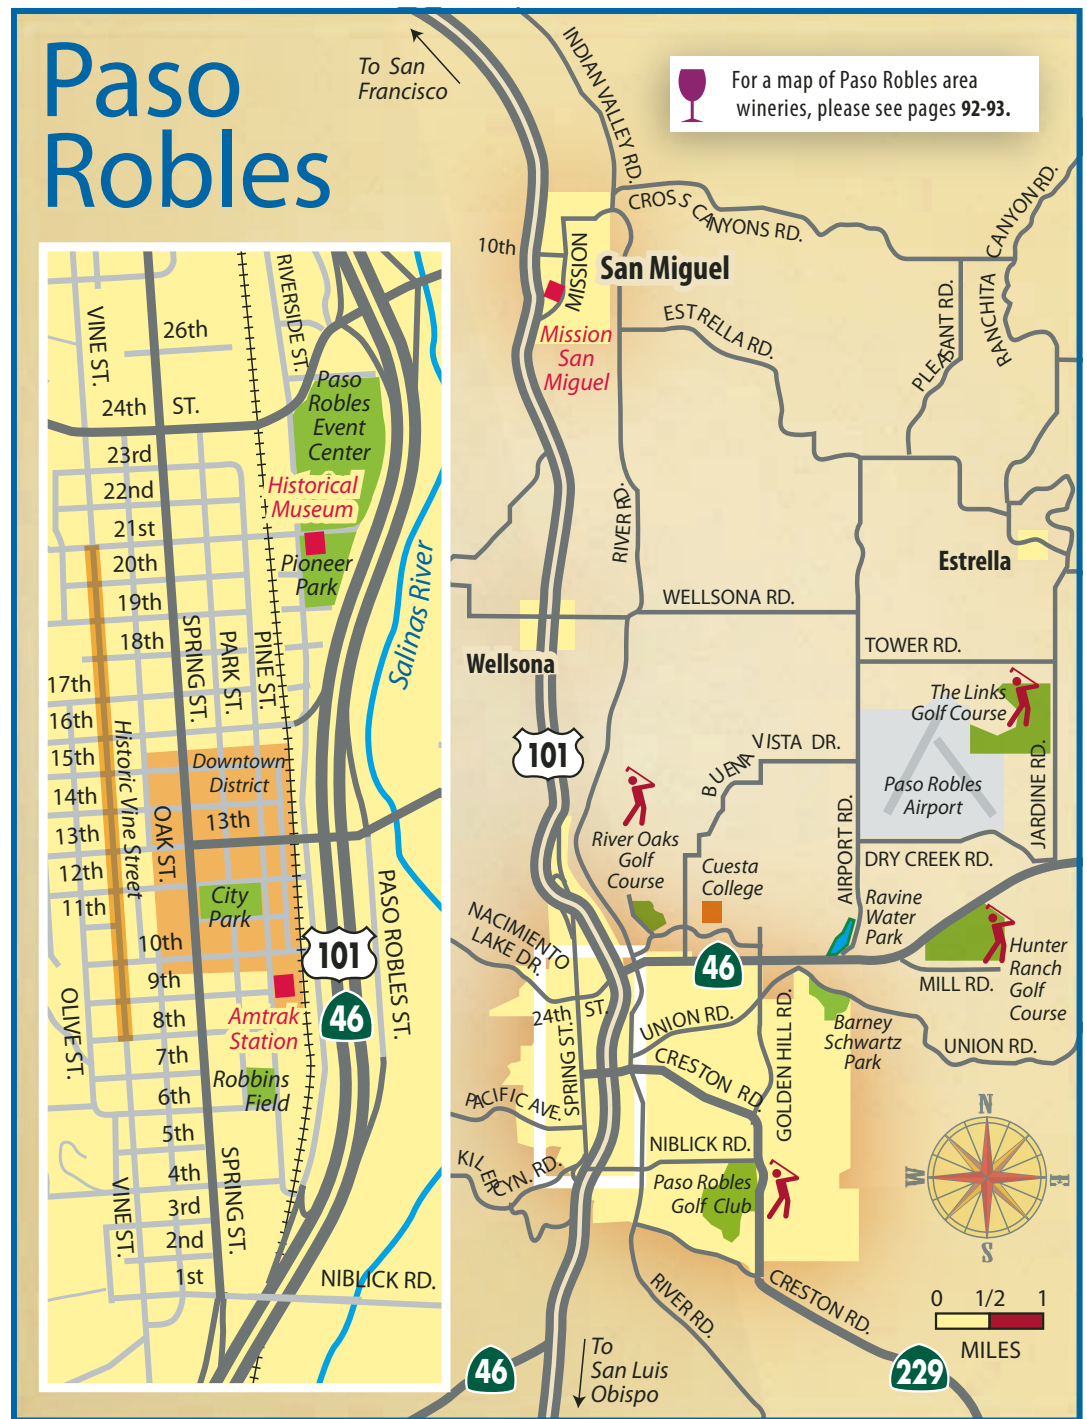 Paso
Robles
To San
Francisco
For a map of Paso Robles area
wineries, please see pages 92-93.
INDIAN VALLEY RD.
CROSS CANYONS RD.
CANYON RD.
RANCHITA
PLEASANT RD.
10th
MISSION
San Miguel
Mission
San
Miguel
ESTRELLA RD.
RIVER RD.
Estrella
WELLSONA RD.
Wellsona
TOWER RD.
The Links
Golf Course
101
BUENA VISTA DR.
Paso Robles
Airport
JARDINE RD.
AIRPORT RD.
DRY CREEK RD.
River Oaks
Golf
Course
Cuesta
College
Ravine
Water
Park
Hunter
Ranch
Golf
Course
NACIMIENTO
LAKE DR.
46
MILL RD.
24th ST.
SPRING ST.
UNION RD.
GOLDEN HILL RD.
Barney
Schwartz
Park
UNION RD.
CRESTON RD.
PACIFIC AVE.
NIBLICK RD.
KILER CYN. RD.
Paso Robles
Golf Club
N
W
E
S
RIVER RD.
CRESTON RD.
0 1/2 1
MILES
46
To
San Luis
Obispo
229
VINE ST.
26th
RIVERSIDE ST.
24th ST.
Paso
Robles
Event
Center
23rd
22nd
21st
Historical
Museum
20th
Pioneer
Park
19th
18th
SPRING ST.
PARK ST.
PINE ST.
Salinas River
17th
16th
15th
14th
13th
12th
11th
Historic Vine Street
Downtown
District
13th
OAK ST.
City
Park
10th
9th
101
46
PASO ROBLES ST.
OLIVE ST.
8th
Amtrak
Station
7th
6th
Robbins
Field
5th
4th
3rd
2nd
1st
VINE ST.
SPRING ST.
NIBLICK RD.